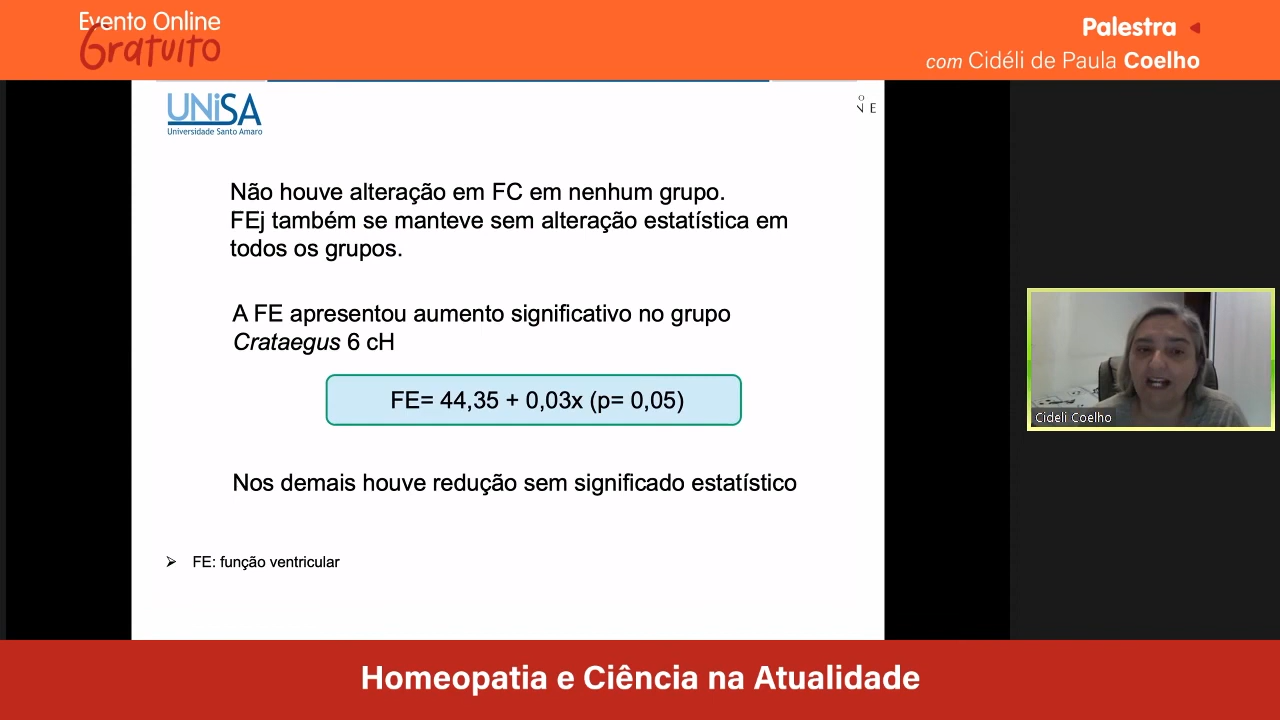 Evento Online
Gratuito
Palestra
com Cidéli de Paula Coelho
UNiSA
Universidade Santo Amaro
O
N E
Não houve alteração em FC em nenhum grupo.
FEj também se manteve sem alteração estatística em
todos os grupos.
A FE apresentou aumento significativo no grupo
Crataegus 6 cH
FE= 44,35 + 0,03x (p= 0,05)
Nos demais houve redução sem significado estatístico
FE: função ventricular
Cideli Coelho
Homeopatia e Ciência na Atualidade